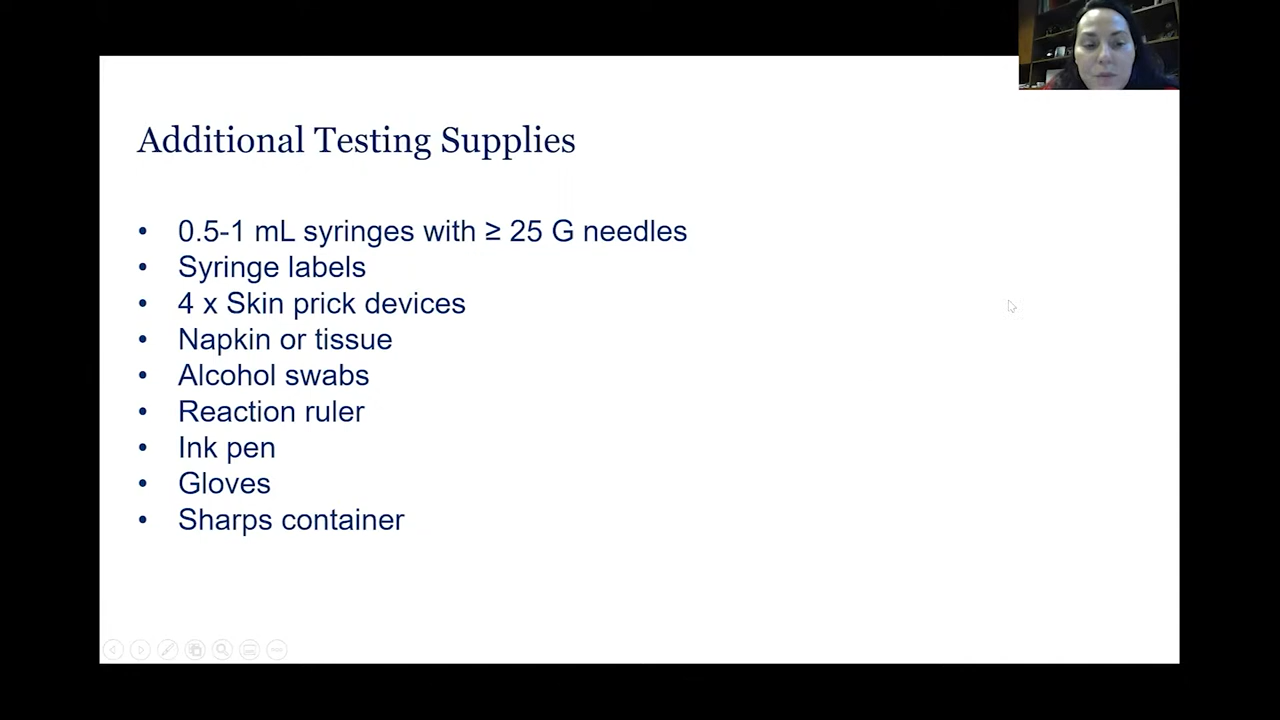 Additional Testing Supplies
• 0.5-1 mL syringes with ≥ 25 G needles
• Syringe labels
• 4 x Skin prick devices
• Napkin or tissue
• Alcohol swabs
• Reaction ruler
• Ink pen
• Gloves
• Sharps container